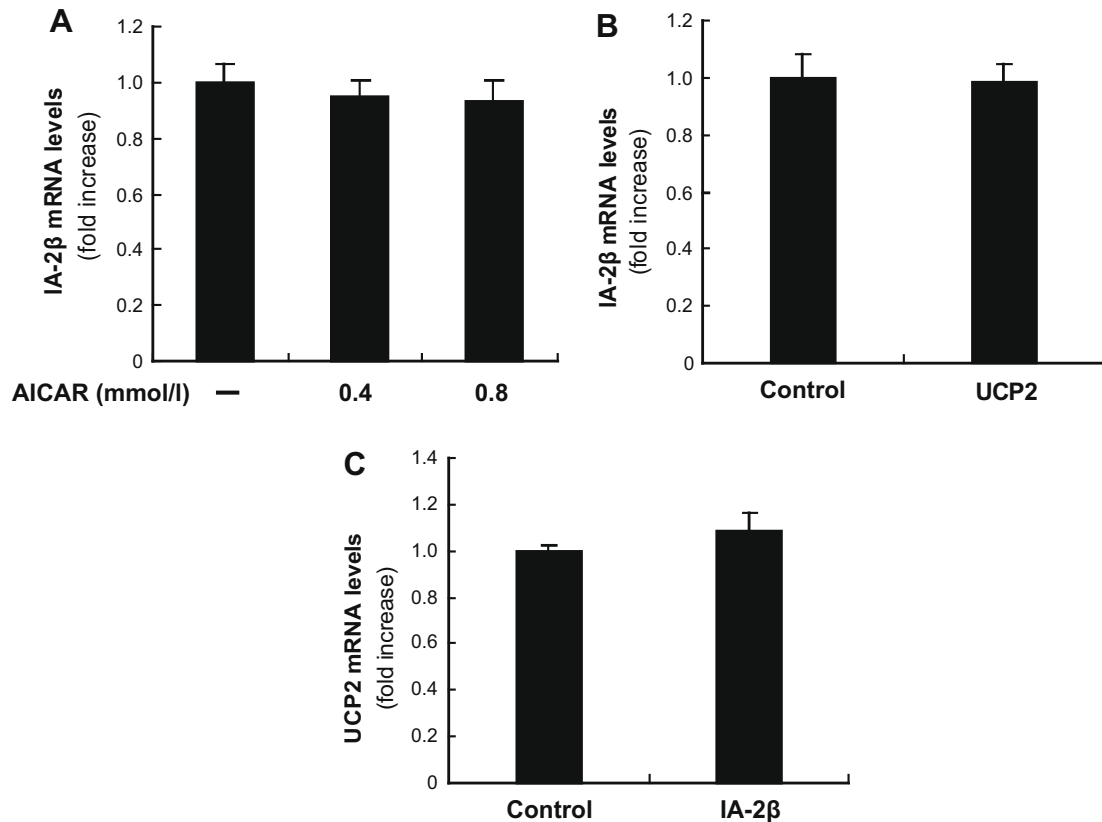 A
IA-2β mRNA levels
(fold increase)
1.2
1.0
0.8
0.6
0.4
0.2
0
AICAR (mmol/l) — 0.4 0.8
B
IA-2β mRNA levels
(fold increase)
1.2
1.0
0.8
0.6
0.4
0.2
0
Control UCP2
C
UCP2 mRNA levels
(fold increase)
1.4
1.2
1.0
0.8
0.6
0.4
0.2
0
Control IA-2β